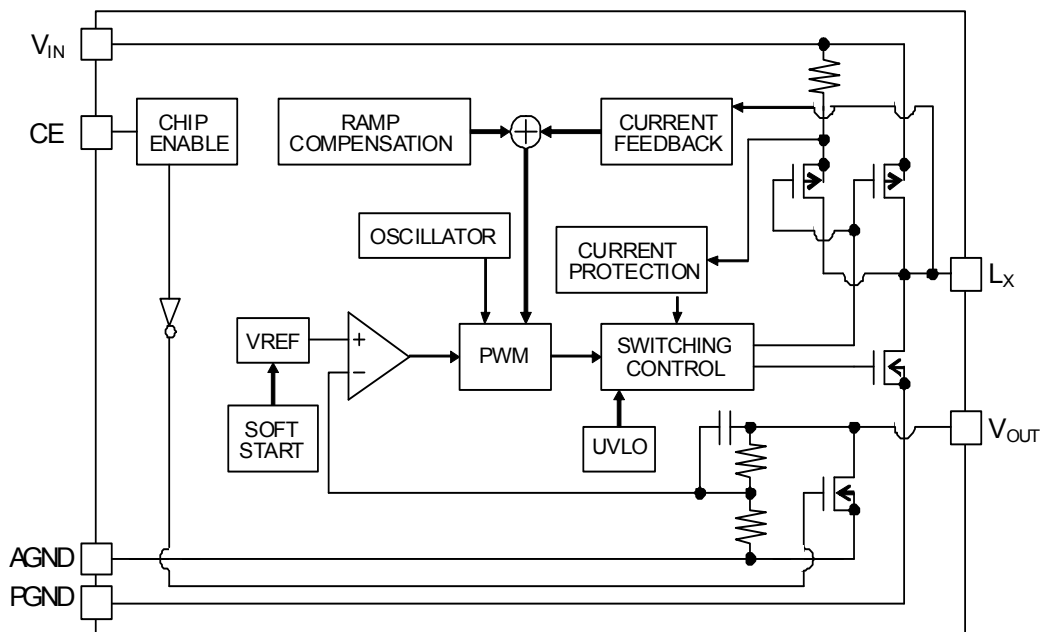 VIN
CE
CHIP
ENABLE
RAMP
COMPENSATION
+
CURRENT
FEEDBACK
OSCILLATOR
CURRENT
PROTECTION
LX
VREF
+
−
PWM
SWITCHING
CONTROL
SOFT
START
UVLO
VOUT
AGND
PGND